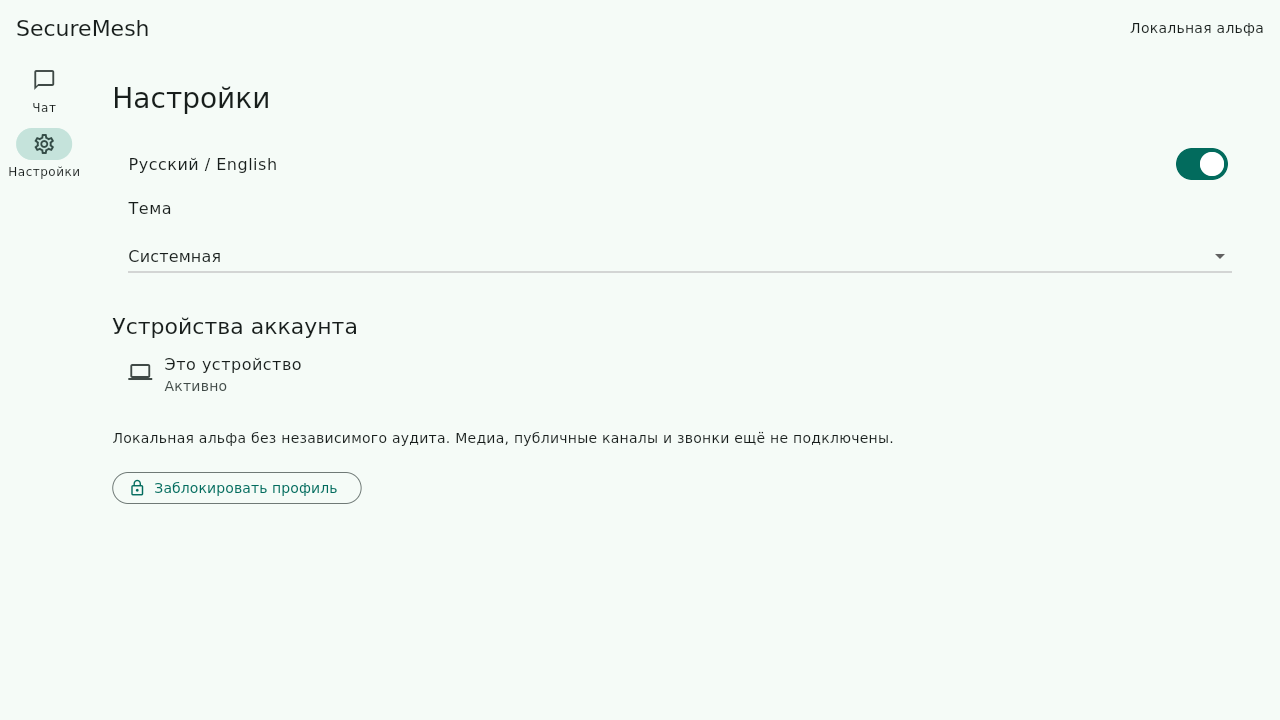 SecureMesh
Локальная альфа
Чат
Настройки
Настройки
Русский / English
Тема
Системная
Устройства аккаунта
Это устройство
Активно
Локальная альфа без независимого аудита. Медиа, публичные каналы и звонки ещё не подключены.
Заблокировать профиль